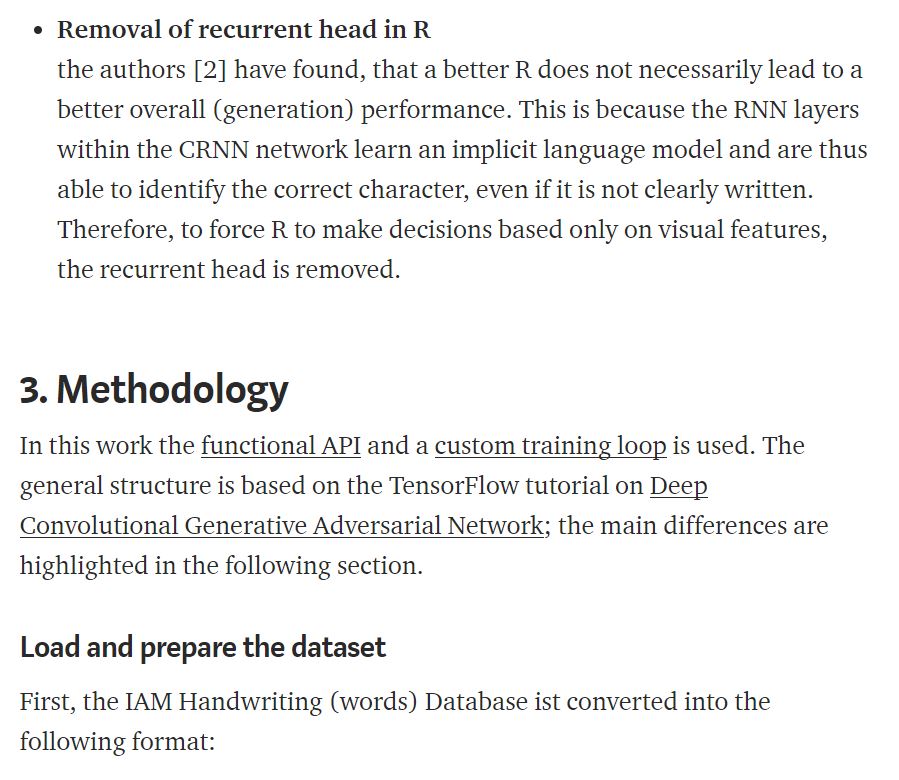 • Removal of recurrent head in R
the authors [2] have found, that a better R does not necessarily lead to a
better overall (generation) performance. This is because the RNN layers
within the CRNN network learn an implicit language model and are thus
able to identify the correct character, even if it is not clearly written.
Therefore, to force R to make decisions based only on visual features,
the recurrent head is removed.
3. Methodology
In this work the functional API and a custom training loop is used. The
general structure is based on the TensorFlow tutorial on Deep
Convolutional Generative Adversarial Network; the main differences are
highlighted in the following section.
Load and prepare the dataset
First, the IAM Handwriting (words) Database ist converted into the
following format: